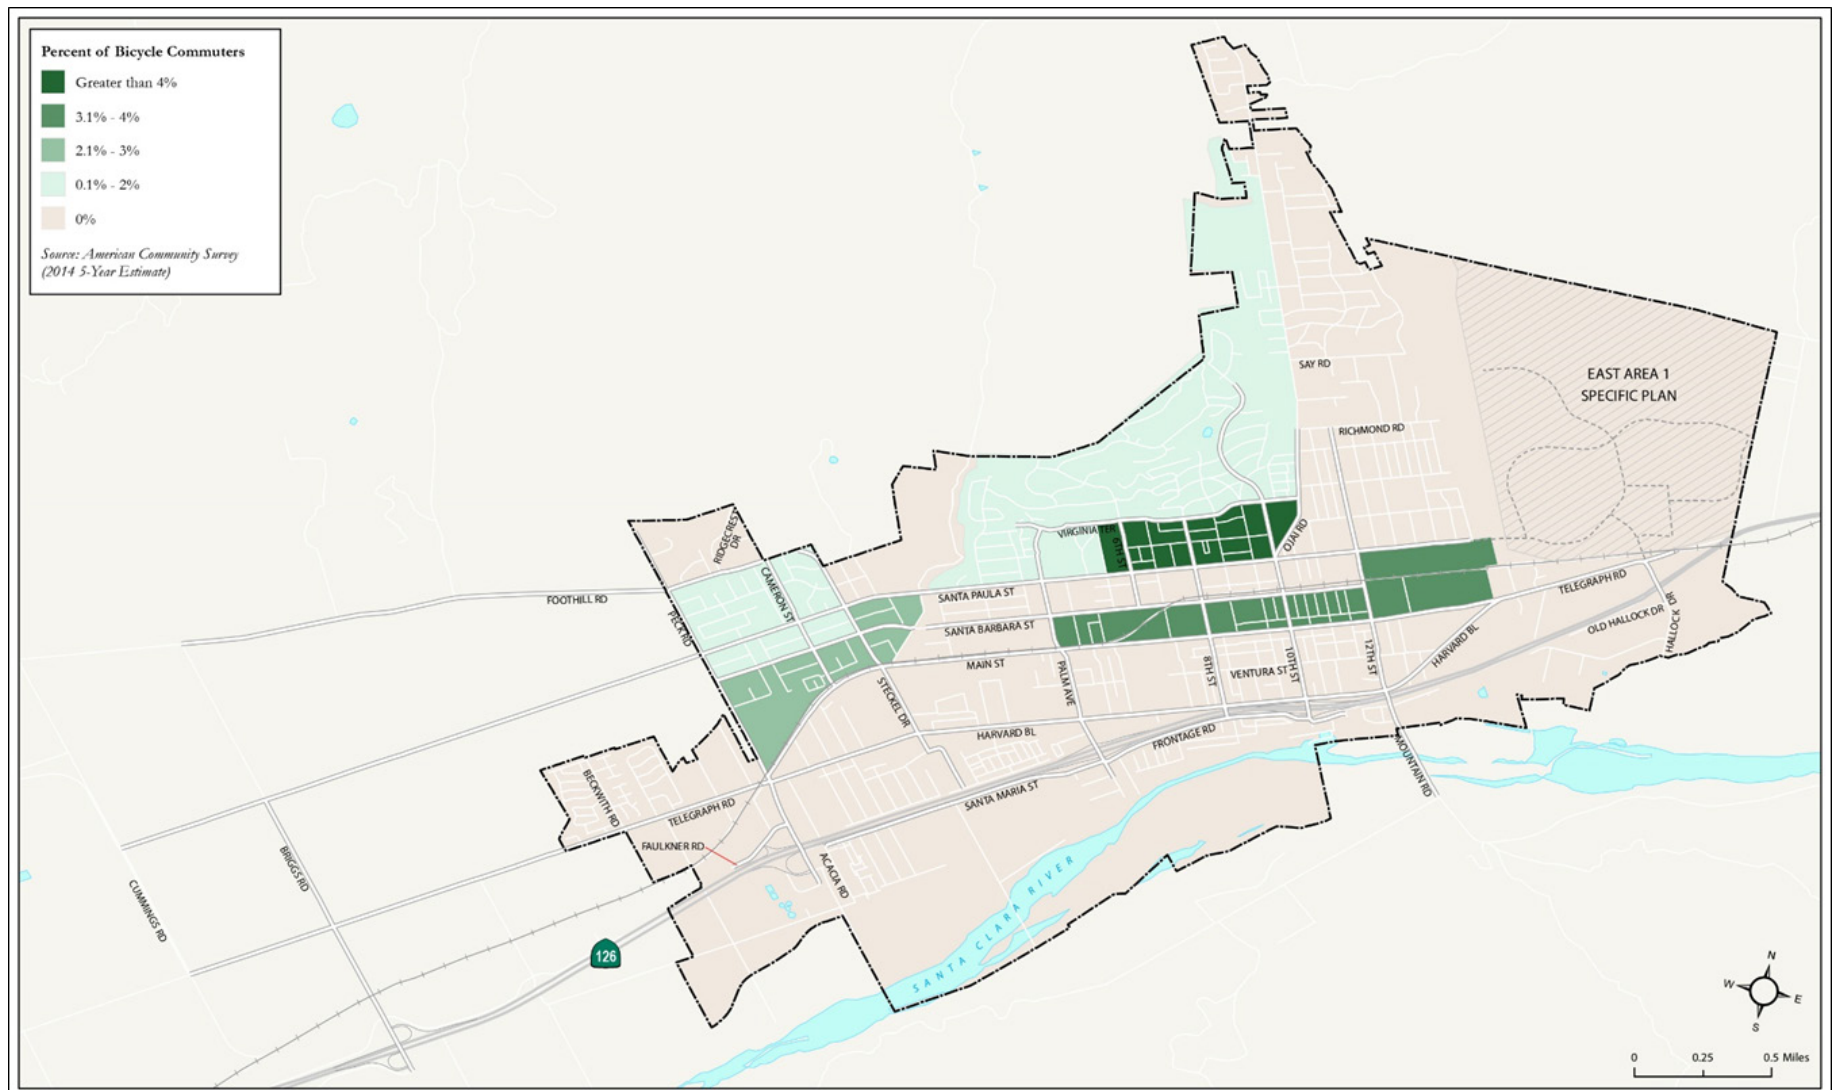 Percent of Bicycle Commuters
Greater than 4%
3.1% - 4%
2.1% - 3%
0.1% - 2%
0%
Source: American Community Survey
(2014 5-Year Estimate)
SAY RD
EAST AREA 1
SPECIFIC PLAN
RICHMOND RD
RIDGECREST
DR
VIRGINIA TER
6TH ST
OJAI RD
CAMERON ST
FOOTHILL RD
PECK RD
SANTA PAULA ST
SANTA BARBARA ST
MAIN ST
TELEGRAPH RD
OLD HALLOCK DR
HALLOCK DR
HARVARD BL
PALM AVE
8TH ST
10TH ST
12TH ST
VENTURA ST
STECKEL DR
HARVARD BL
FRONTAGE RD
MOUNTAIN RD
SANTA MARIA ST
BECKWITH RD
TELEGRAPH RD
FAULKNER RD
ACACIA RD
BRIGGS RD
CUMMINGS RD
126
SANTA CLARA RIVER
N
W
E
S
0 0.25 0.5 Miles